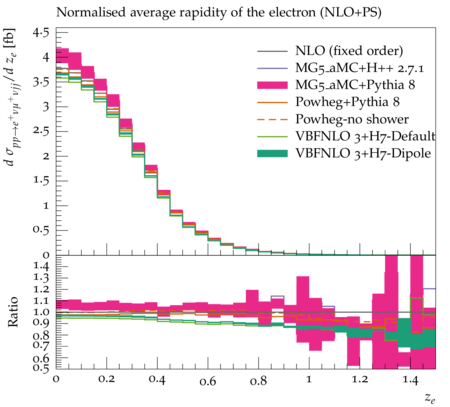 Normalised average rapidity of the electron (NLO+PS)
d σpp→e+νμ+νjj/d ze [fb]
4.5
4
3.5
3
2.5
2
1.5
1
0.5
0
NLO (fixed order)
MG5_aMC+H++ 2.7.1
MG5_aMC+Pythia 8
Powheg+Pythia 8
Powheg-no shower
VBFNLO 3+H7-Default
VBFNLO 3+H7-Dipole
Ratio
1.4
1.3
1.2
1.1
1.0
0.9
0.8
0.7
0.6
0.5
0 0.2 0.4 0.6 0.8 1 1.2 1.4
ze